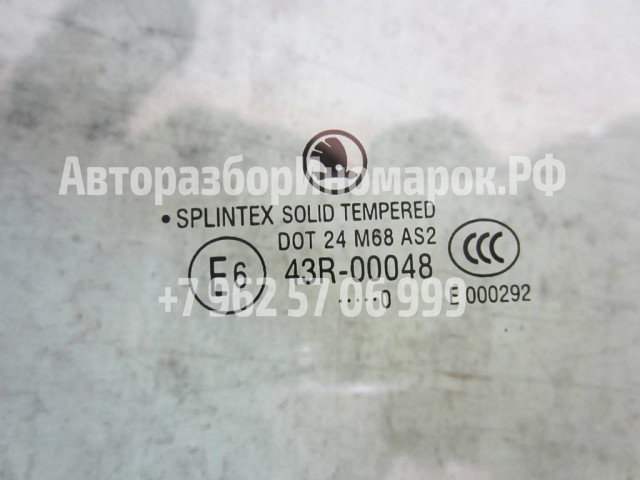 АвторазборИномарок.РФ
• SPLINTEX SOLID TEMPERED
DOT 24 M68 AS2
CCC
E6 43R-00048
+7 962 57 06 999
.....0 E 000292